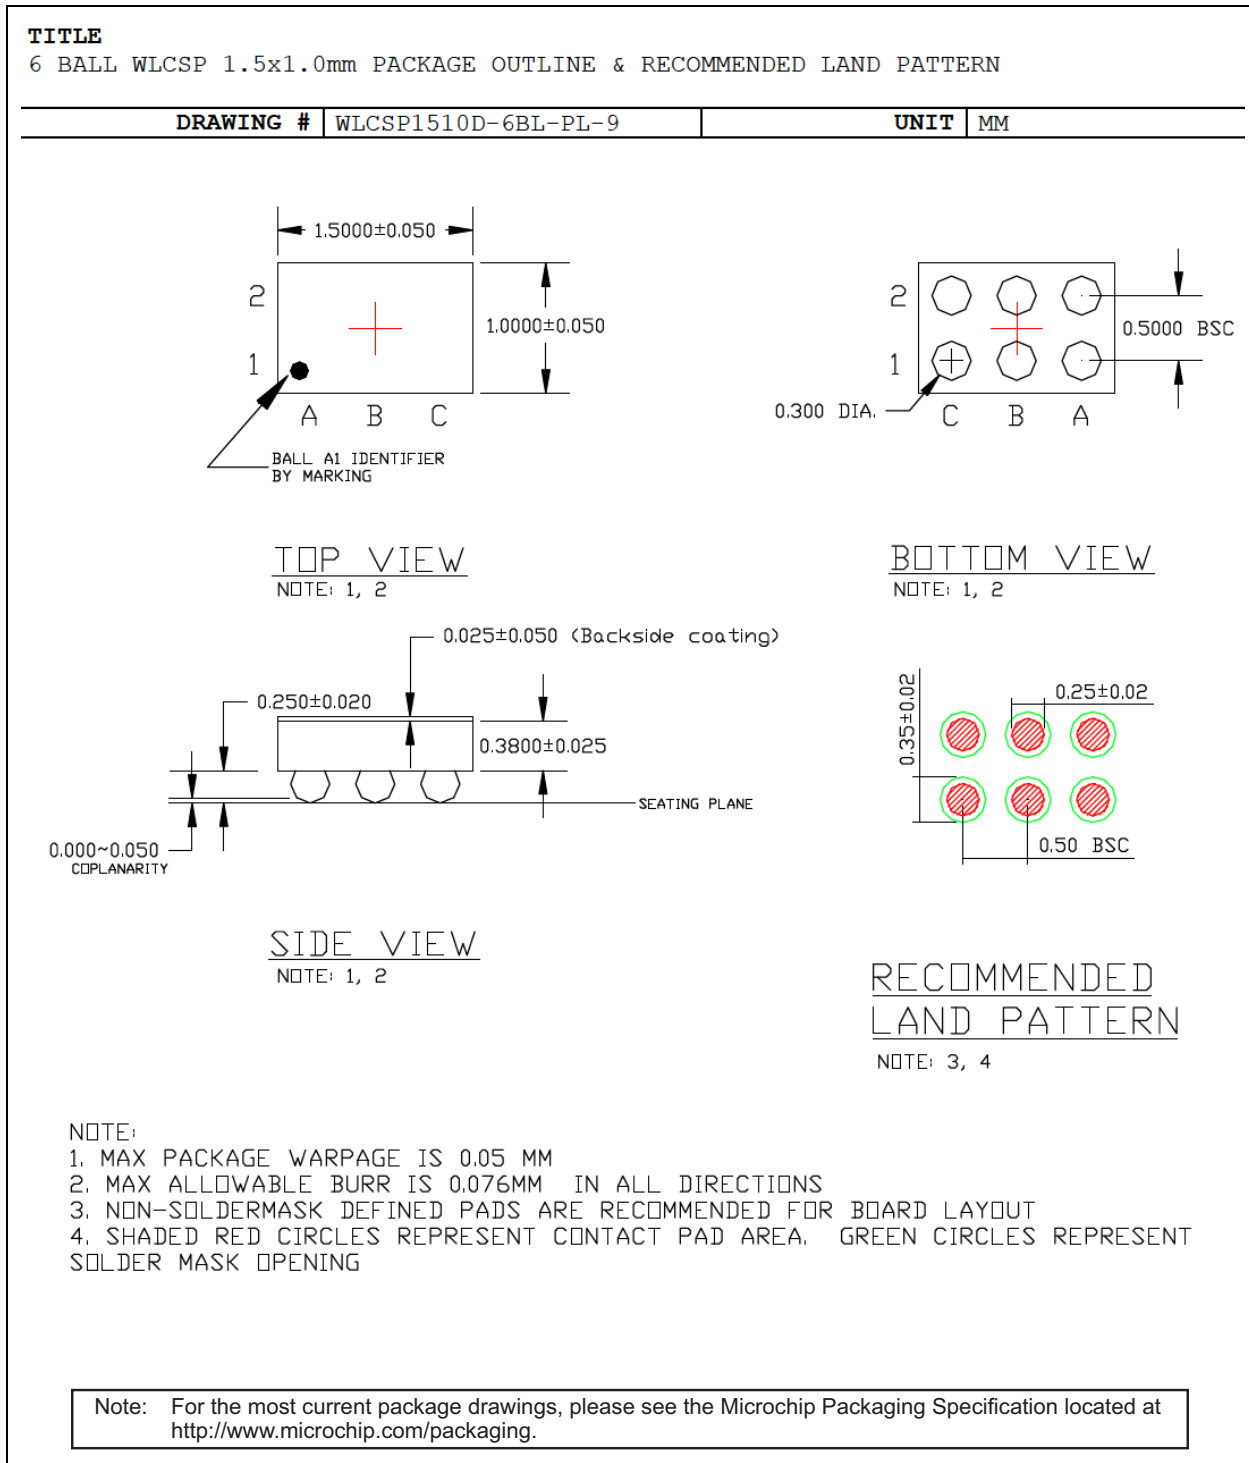 TITLE
6 BALL WLCSP 1.5x1.0mm PACKAGE OUTLINE & RECOMMENDED LAND PATTERN
DRAWING # WLCSP1510D-6BL-PL-9 UNIT MM
1.5000±0.050
2
1
1.0000±0.050
A B C
BALL A1 IDENTIFIER
BY MARKING
TOP VIEW
NOTE: 1, 2
2
1
0.5000 BSC
0.300 DIA.
C B A
BOTTOM VIEW
NOTE: 1, 2
0.025±0.050 (Backside coating)
0.250±0.020
0.3800±0.025
SEATING PLANE
0.000~0.050
COPLANARITY
SIDE VIEW
NOTE: 1, 2
0.35±0.02
0.25±0.02
0.50 BSC
RECOMMENDED
LAND PATTERN
NOTE: 3, 4
NOTE:
1. MAX PACKAGE WARPAGE IS 0.05 MM
2. MAX ALLOWABLE BURR IS 0.076MM IN ALL DIRECTIONS
3. NON-SOLDERMASK DEFINED PADS ARE RECOMMENDED FOR BOARD LAYOUT
4. SHADED RED CIRCLES REPRESENT CONTACT PAD AREA. GREEN CIRCLES REPRESENT
SOLDER MASK OPENING
Note: For the most current package drawings, please see the Microchip Packaging Specification located at
http://www.microchip.com/packaging.